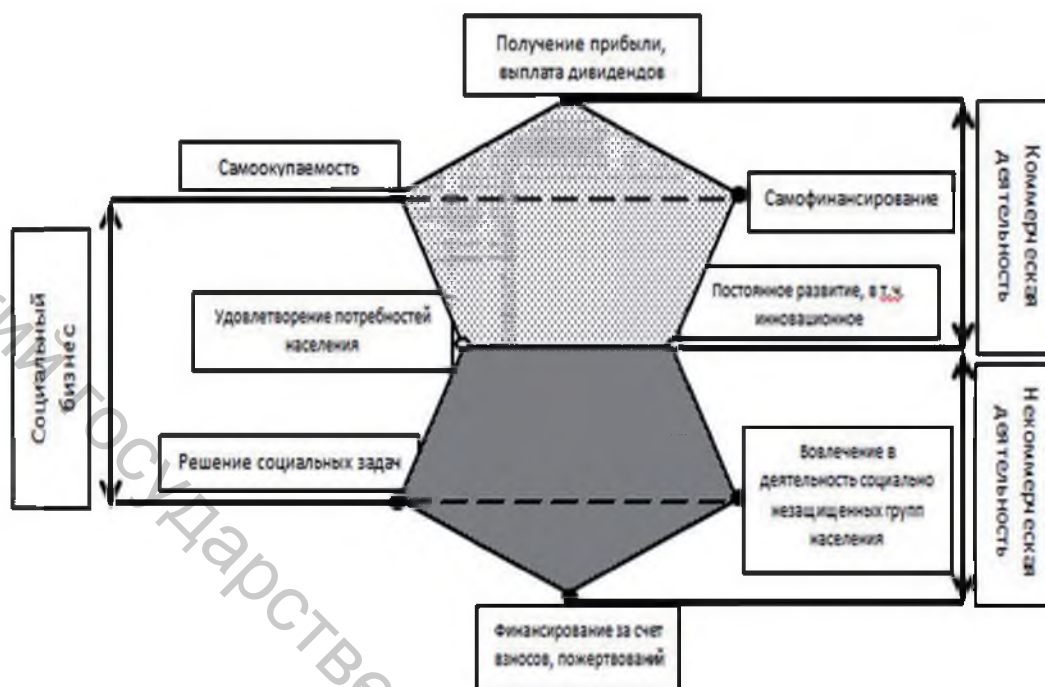 Получение прибыли,
выплата дивидендов
Самоокупаемость
Самофинансирование
Коммерческая
деятельность
Удовлетворение потребностей
населения
Постоянное развитие, в т.ч.
инновационное
Социальный
бизнес
Решение социальных задач
Вовлечение в
деятельность социально
незащищенных групп
населения
Некоммерческая
деятельность
Финансирование за счет
взносов, пожертвований